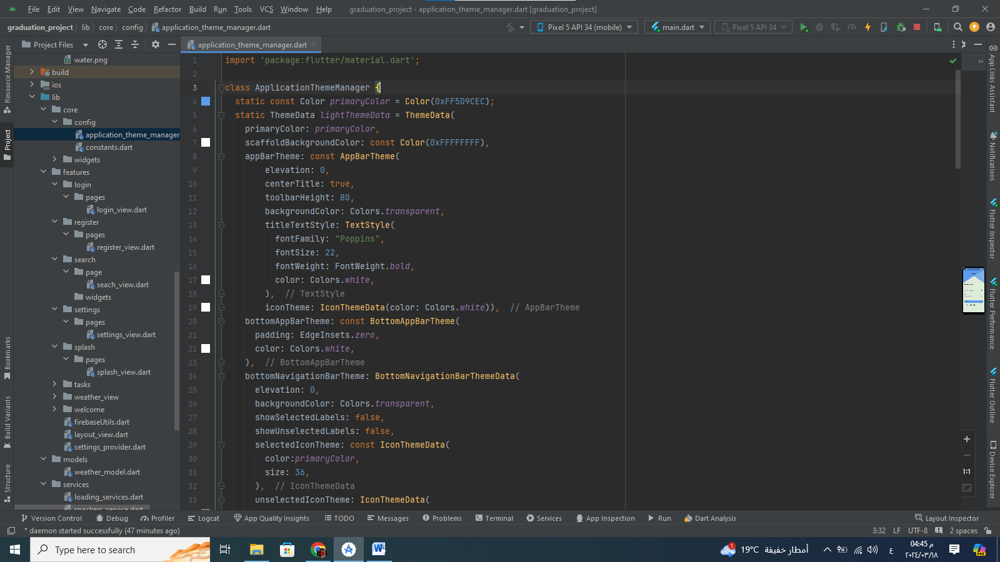 File Edit View Navigate Code Refactor Build Run Tools VCS Window Help graduation_project - application_theme_manager.dart [graduation_project]
graduation_project lib core config application_theme_manager.dart Pixel 5 API 34 (mobile) main.dart Pixel 5 API 34
Project Files application_theme_manager.dart
water.png
build
ios
lib
core
config
application_theme_manager
constants.dart
widgets
features
login
pages
login_view.dart
register
pages
register_view.dart
search
page
seach_view.dart
widgets
settings
pages
settings_view.dart
splash
pages
splash_view.dart
tasks
weather_view
welcome
firebaseUtils.dart
layout_view.dart
settings_provider.dart
models
weather_model.dart
services
loading_services.dart
snackers_service.dart
1 import 'package:flutter/material.dart';
2
3 class ApplicationThemeManager {
4 static const Color primaryColor = Color(0xFF5D9CEC);
5 static ThemeData lightThemeData = ThemeData(
6 primaryColor: primaryColor,
7 scaffoldBackgroundColor: const Color(0xFFFFFFFF),
8 appBarTheme: const AppBarTheme(
9 elevation: 0,
10 centerTitle: true,
11 toolbarHeight: 80,
12 backgroundColor: Colors.transparent,
13 titleTextStyle: TextStyle(
14 fontFamily: "Poppins",
15 fontSize: 22,
16 fontWeight: FontWeight.bold,
17 color: Colors.white,
18 ), // TextStyle
19 iconTheme: IconThemeData(color: Colors.white)), // AppBarTheme
20 bottomAppBarTheme: const BottomAppBarTheme(
21 padding: EdgeInsets.zero,
22 color: Colors.white,
23 ), // BottomAppBarTheme
24 bottomNavigationBarTheme: BottomNavigationBarThemeData(
25 elevation: 0,
26 backgroundColor: Colors.transparent,
27 showSelectedLabels: false,
28 showUnselectedLabels: false,
29 selectedIconTheme: const IconThemeData(
30 color:primaryColor,
31 size: 36,
32 ), // IconThemeData
33 unselectedIconTheme: IconThemeData(
Resource Manager
Project
Bookmarks
Build Variants
Structure
App Links Assistant
Notifications
Flutter Inspector
Flutter Performance
Flutter Outline
Device Explorer
1:1
Version Control Debug Profiler Logcat App Quality Insights TODO Messages Problems Terminal Services App Inspection Run Dart Analysis Layout Inspector
* daemon started successfully (47 minutes ago) 3:32 LF UTF-8 2 spaces
Type here to search 1 19°C أمطار خفيفة ع 04:45 م
٢٠٢٤/٠٣/١٨
PRE